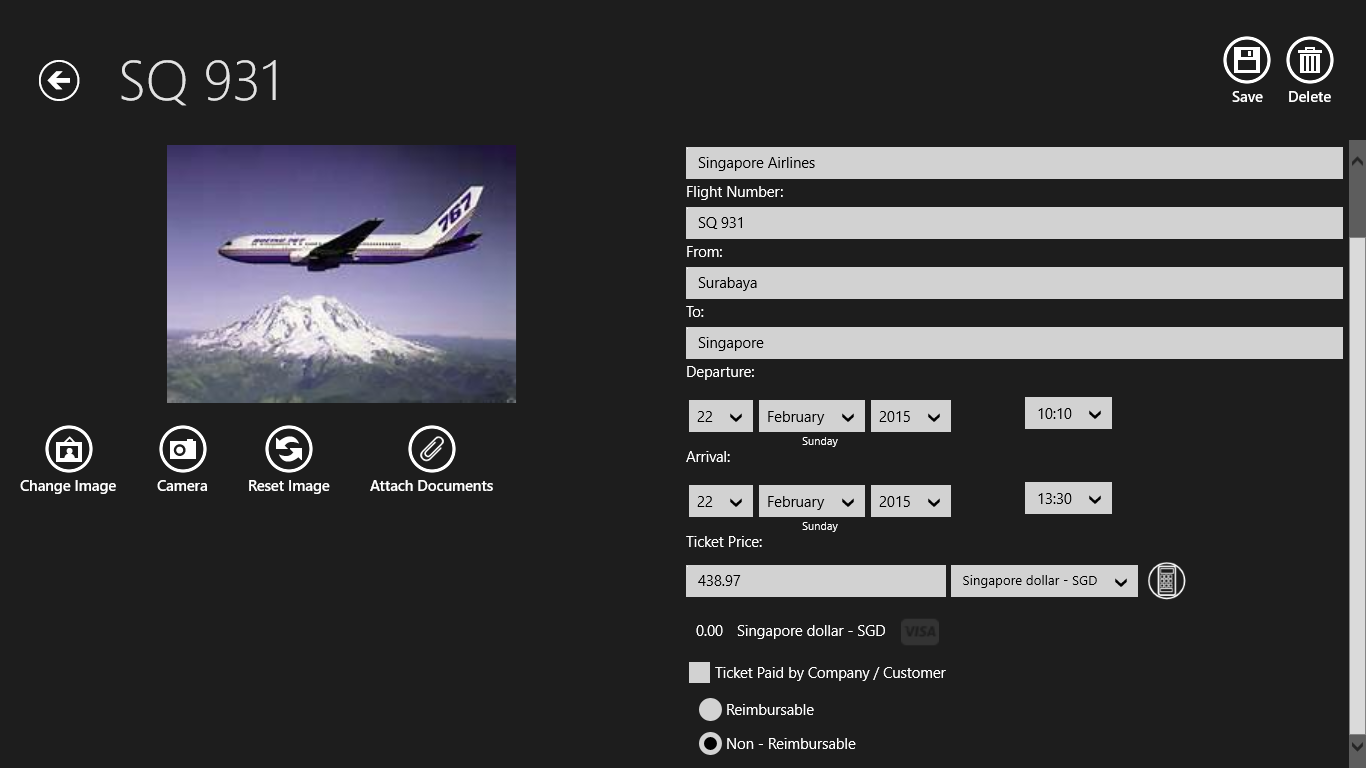 SQ 931
Save
Delete
767
Change Image
Camera
Reset Image
Attach Documents
Singapore Airlines
Flight Number:
SQ 931
From:
Surabaya
To:
Singapore
Departure:
22 February 2015 10:10
Sunday
Arrival:
22 February 2015 13:30
Sunday
Ticket Price:
438.97 Singapore dollar - SGD
0.00 Singapore dollar - SGD VISA
Ticket Paid by Company / Customer
Reimbursable
Non - Reimbursable